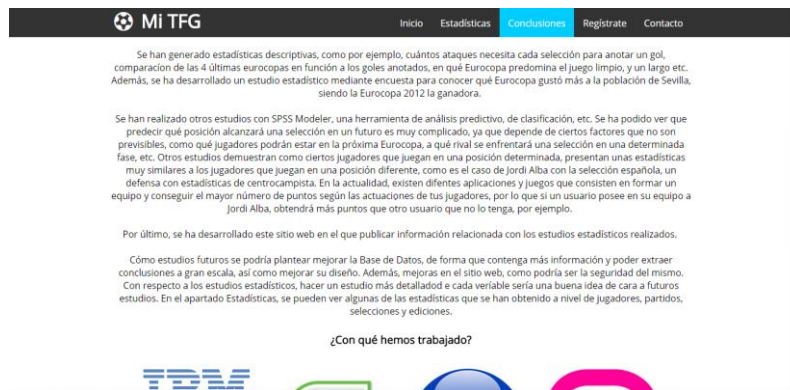 Mi TFG
Inicio Estadísticas Conclusiones Regístrate Contacto
Se han generado estadísticas descriptivas, como por ejemplo, cuántos ataques necesita cada selección para anotar un gol,
comparacíon de las 4 últimas eurocopas en función a los goles anotados, en qué Eurocopa predomina el juego limpio, y un largo etc.
Además, se ha desarrollado un estudio estadístico mediante encuesta para conocer qué Eurocopa gustó más a la población de Sevilla,
siendo la Eurocopa 2012 la ganadora.
Se han realizado otros estudios con SPSS Modeler, una herramienta de análisis predictivo, de clasificación, etc. Se ha podido ver que
predecir qué posición alcanzará una selección en un futuro es muy complicado, ya que depende de ciertos factores que no son
previsibles, como qué jugadores podrán estar en la próxima Eurocopa, a qué rival se enfrentará una selección en una determinada
fase, etc. Otros estudios demuestran como ciertos jugadores que juegan en una posición determinada, presentan unas estadísticas
muy similares a los jugadores que juegan en una posición diferente, como es el caso de Jordi Alba con la selección española, un
defensa con estadísticas de centrocampista. En la actualidad, existen difentes aplicaciones y juegos que consisten en formar un
equipo y conseguir el mayor número de puntos según las actuaciones de tus jugadores, por lo que si un usuario posee en su equipo a
Jordi Alba, obtendrá más puntos que otro usuario que no lo tenga, por ejemplo.
Por último, se ha desarrollado este sitio web en el que publicar información relacionada con los estudios estadísticos realizados.
Cómo estudios futuros se podría plantear mejorar la Base de Datos, de forma que contenga más información y poder extraer
conclusiones a gran escala, así como mejorar su diseño. Además, mejoras en el sitio web, como podría ser la seguridad del mismo.
Con respecto a los estudios estadísticos, hacer un estudio más detalladod e cada veríable sería una buena idea de cara a futuros
estudios. En el apartado Estadísticas, se pueden ver algunas de las estadísticas que se han obtenido a nivel de jugadores, partidos,
selecciones y ediciones.
¿Con qué hemos trabajado?
IBM